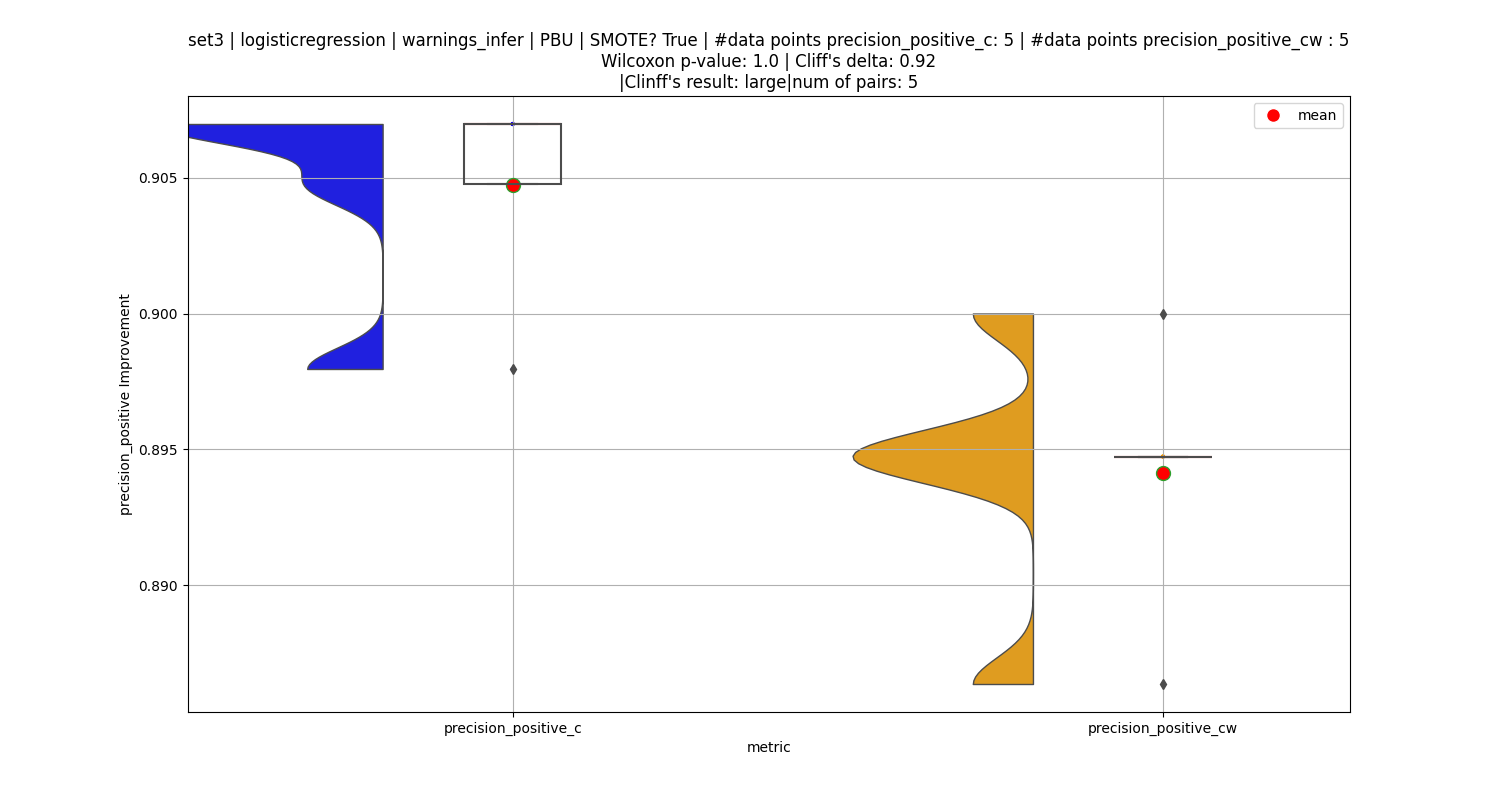 set3 | logisticregression | warnings_infer | PBU | SMOTE? True | #data points precision_positive_c: 5 | #data points precision_positive_cw : 5
Wilcoxon p-value: 1.0 | Cliff's delta: 0.92
|Clinff's result: large|num of pairs: 5
mean
0.905
0.900
0.895
0.890
precision_positive Improvement
precision_positive_c
precision_positive_cw
metric